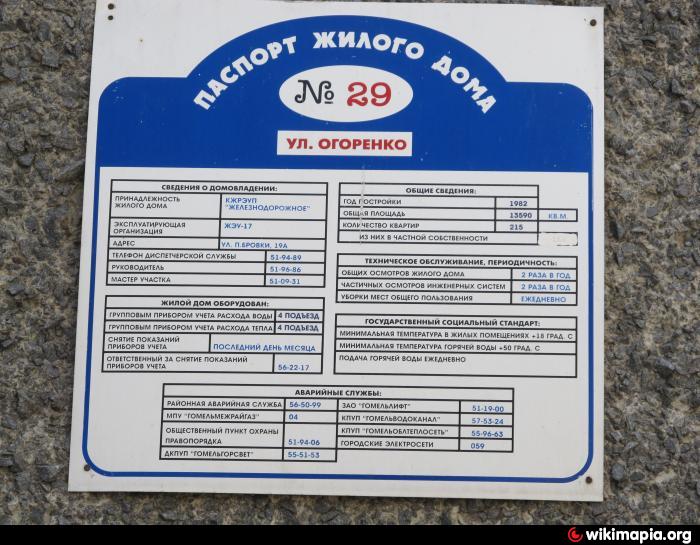 ПАСПОРТ ЖИЛОГО ДОМА
№ 29
УЛ. ОГОРЕНКО
СВЕДЕНИЯ О ДОМОВЛАДЕНИИ:
ПРИНАДЛЕЖНОСТЬ ЖИЛОГО ДОМА КЖРЭУП "ЖЕЛЕЗНОДОРОЖНОЕ"
ЭКСПЛУАТИРУЮЩАЯ ОРГАНИЗАЦИЯ ЖЭУ-17
АДРЕС УЛ. П.БРОВКИ, 19А
ТЕЛЕФОН ДИСПЕТЧЕРСКОЙ СЛУЖБЫ 51-94-89
РУКОВОДИТЕЛЬ 51-96-86
МАСТЕР УЧАСТКА 51-09-31
ЖИЛОЙ ДОМ ОБОРУДОВАН:
ГРУППОВЫМ ПРИБОРОМ УЧЕТА РАСХОДА ВОДЫ 4 ПОДЪЕЗД
ГРУППОВЫМ ПРИБОРОМ УЧЕТА РАСХОДА ТЕПЛА 4 ПОДЪЕЗД
СНЯТИЕ ПОКАЗАНИЙ ПРИБОРОВ УЧЕТА ПОСЛЕДНИЙ ДЕНЬ МЕСЯЦА
ОТВЕТСТВЕННЫЙ ЗА СНЯТИЕ ПОКАЗАНИЙ ПРИБОРОВ УЧЕТА 56-22-17
ОБЩИЕ СВЕДЕНИЯ:
ГОД ПОСТРОЙКИ 1982
ОБЩАЯ ПЛОЩАДЬ 13590 КВ.М.
КОЛИЧЕСТВО КВАРТИР 215
ИЗ НИХ В ЧАСТНОЙ СОБСТВЕННОСТИ
ТЕХНИЧЕСКОЕ ОБСЛУЖИВАНИЕ, ПЕРИОДИЧНОСТЬ:
ОБЩИХ ОСМОТРОВ ЖИЛОГО ДОМА 2 РАЗА В ГОД
ЧАСТИЧНЫХ ОСМОТРОВ ИНЖЕНЕРНЫХ СИСТЕМ 2 РАЗА В ГОД
УБОРКИ МЕСТ ОБЩЕГО ПОЛЬЗОВАНИЯ ЕЖЕДНЕВНО
ГОСУДАРСТВЕННЫЙ СОЦИАЛЬНЫЙ СТАНДАРТ:
МИНИМАЛЬНАЯ ТЕМПЕРАТУРА В ЖИЛЫХ ПОМЕЩЕНИЯХ +18 ГРАД. С
МИНИМАЛЬНАЯ ТЕМПЕРАТУРА ГОРЯЧЕЙ ВОДЫ +50 ГРАД. С
ПОДАЧА ГОРЯЧЕЙ ВОДЫ ЕЖЕДНЕВНО
АВАРИЙНЫЕ СЛУЖБЫ:
РАЙОННАЯ АВАРИЙНАЯ СЛУЖБА 56-50-99
МПУ "ГОМЕЛЬМЕЖРАЙГАЗ" 04
ОБЩЕСТВЕННЫЙ ПУНКТ ОХРАНЫ ПРАВОПОРЯДКА 51-94-06
ДКПУП "ГОМЕЛЬГОРСВЕТ" 55-51-53
ЗАО "ГОМЕЛЬЛИФТ" 51-19-00
КПУП "ГОМЕЛЬВОДОКАНАЛ" 57-53-24
КПУП "ГОМЕЛЬОБЛТЕПЛОСЕТЬ" 55-96-63
ГОРОДСКИЕ ЭЛЕКТРОСЕТИ 059
wikimapia.org